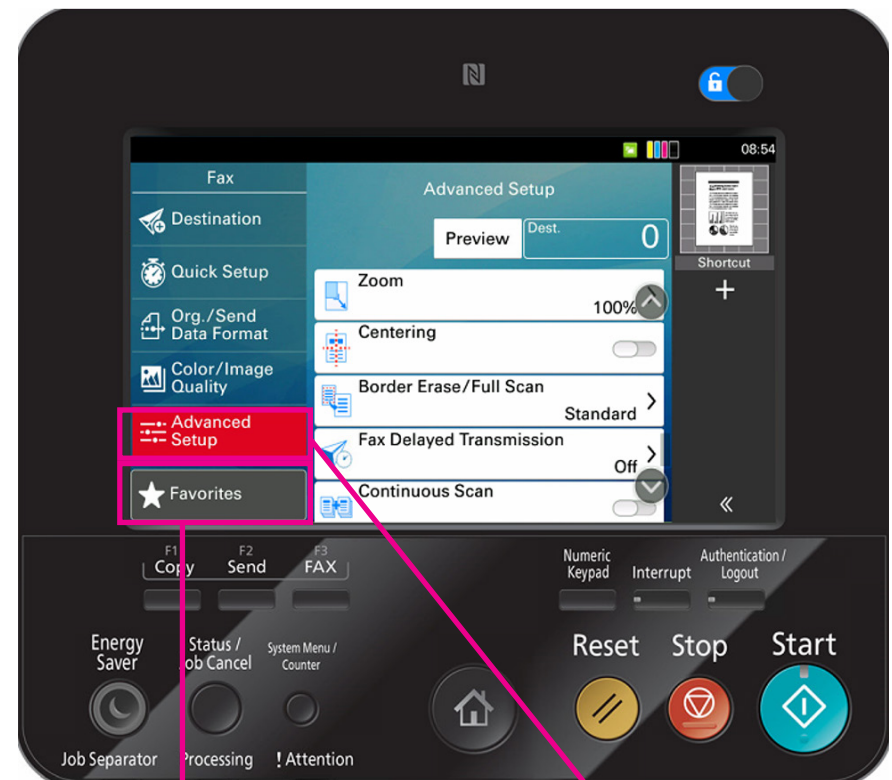 08:54
Fax
Destination
Quick Setup
Org./Send
Data Format
Color/Image
Quality
Advanced
Setup
Favorites
Advanced Setup
Preview
Dest.
0
Zoom
100%
Centering
Border Erase/Full Scan
Standard
Fax Delayed Transmission
Off
Continuous Scan
Shortcut
F1
Copy
F2
Send
F3
FAX
Numeric
Keypad
Interrupt
Authentication/
Logout
Energy
Saver
Status /
Job Cancel
System Menu /
Counter
Reset
Stop
Start
Job Separator
Processing
! Attention